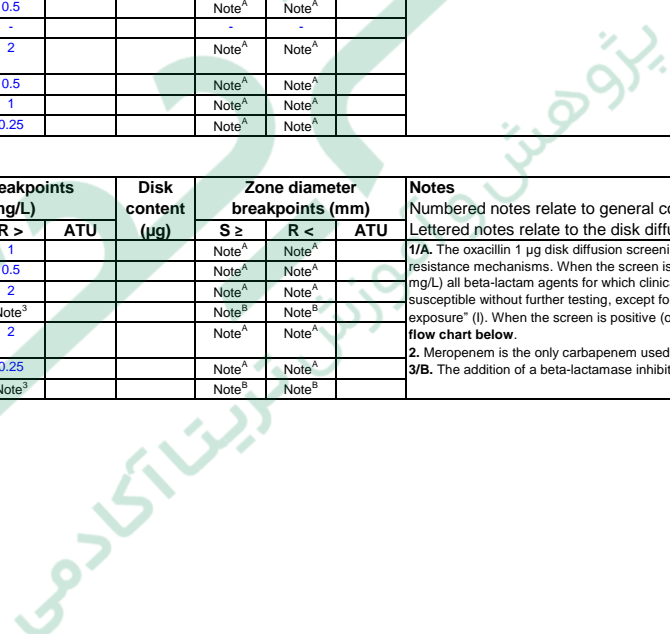 0.5 Note^A Note^A
- - -
2 Note^A Note^A
0.5 Note^A Note^A
1 Note^A Note^A
0.25 Note^A Note^A
eakpoints Disk Zone diameter Notes
ng/L) content breakpoints (mm) Numbered notes relate to general co
R > ATU (µg) S ≥ R < ATU Lettered notes relate to the disk diffu
1 Note^A Note^A 1/A. The oxacillin 1 µg disk diffusion screeni
0.5 Note^A Note^A resistance mechanisms. When the screen is
2 Note^A Note^A mg/L) all beta-lactam agents for which clinica
Note^3 Note^B Note^B susceptible without further testing, except fo
2 Note^A Note^A exposure” (I). When the screen is positive (o
flow chart below.
0.25 Note^A Note^A 2. Meropenem is the only carbapenem used
Note^3 Note^B Note^B 3/B. The addition of a beta-lactamase inhibit
پژوهش و آموزش تریتا آکادمی